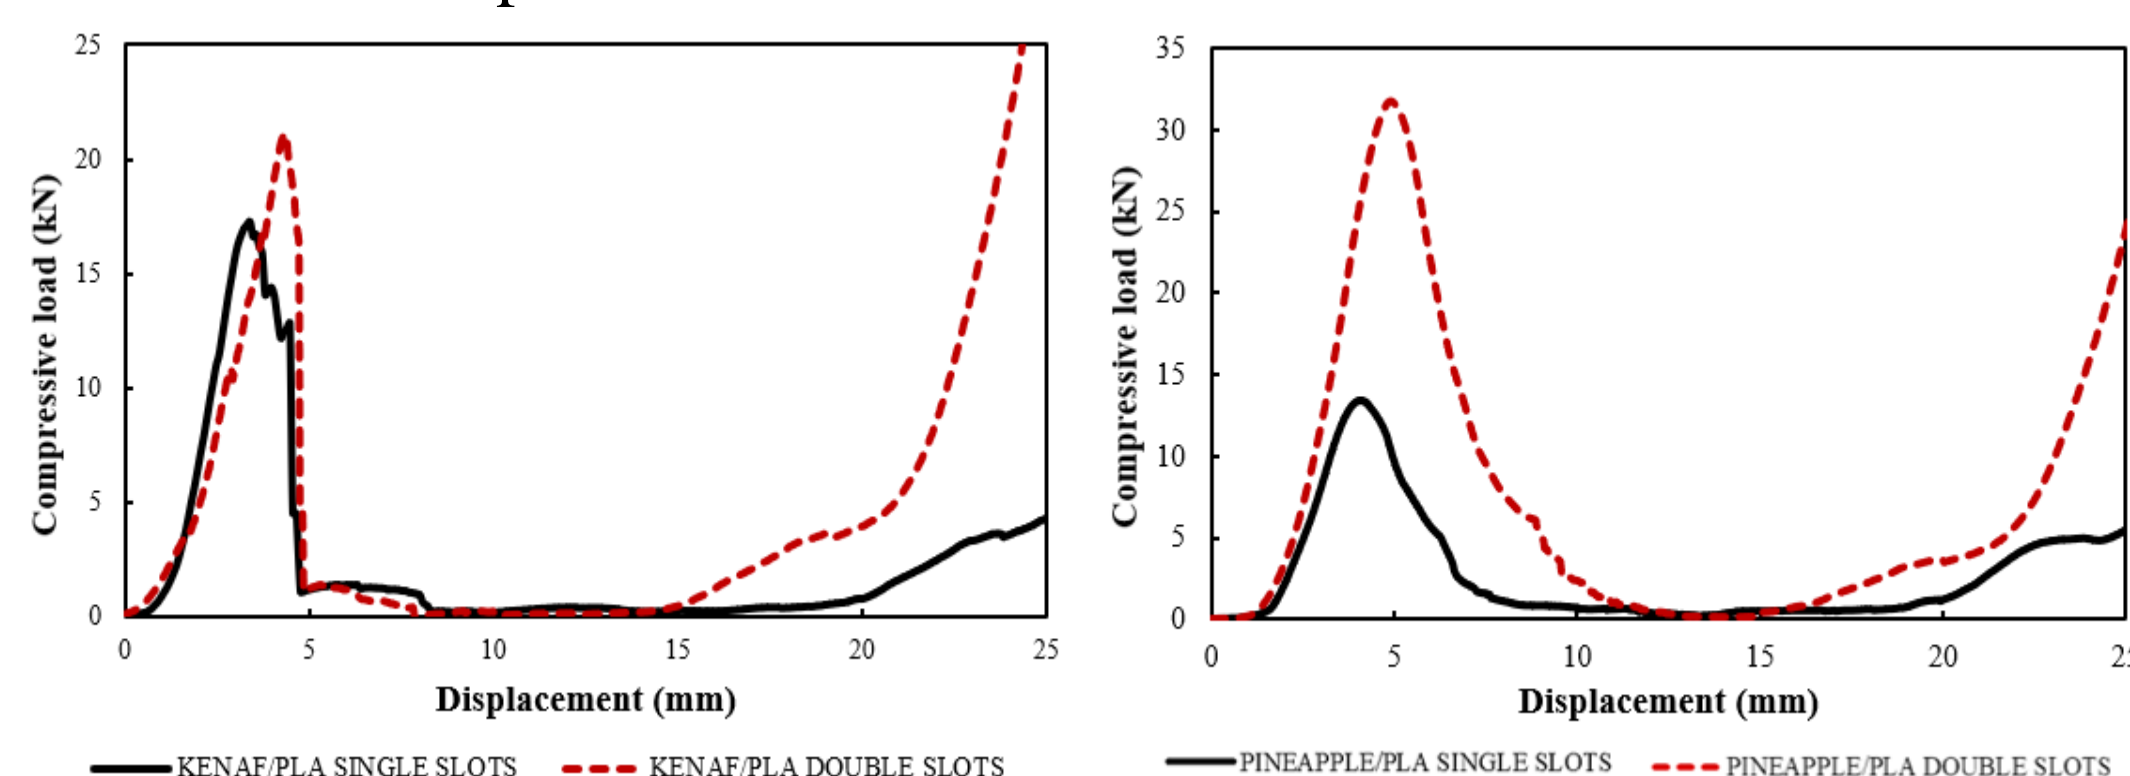 25
20
15
10
5
0
0 5 10 15 20 25
Compressive load (kN)
Displacement (mm)
KENAF/PLA SINGLE SLOTS KENAF/PLA DOUBLE SLOTS
35
30
25
20
15
10
5
0
0 5 10 15 20
Compressive load (kN)
Displacement (mm)
PINEAPPLE/PLA SINGLE SLOTS PINEAPPLE/PLA DOUBLE SLOTS